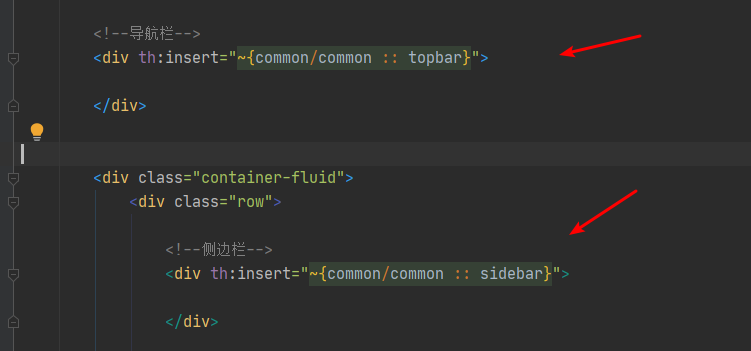 <!--导航栏-->
<div th:insert="~{common/common :: topbar}">
</div>
<div class="container-fluid">
<div class="row">
<!--侧边栏-->
<div th:insert="~{common/common :: sidebar}">
</div>